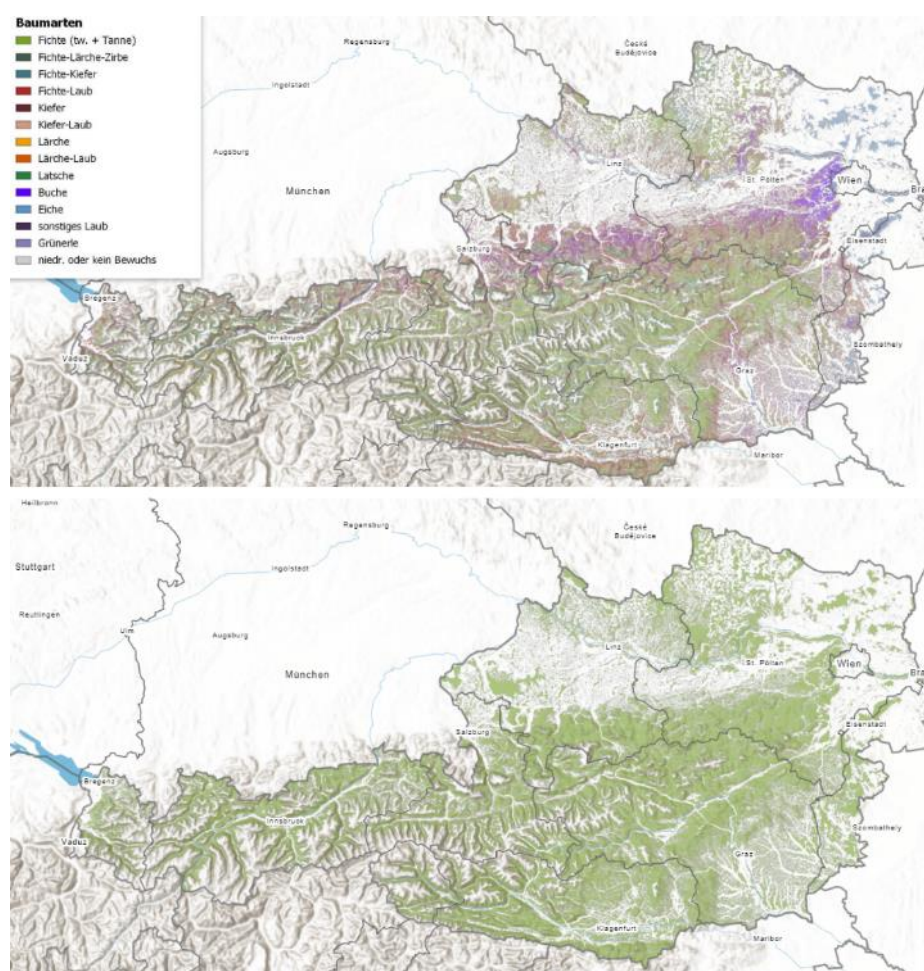 Baumarten
Fichte (tw. + Tanne)
Fichte-Lärche-Zirbe
Fichte-Kiefer
Fichte-Laub
Kiefer
Kiefer-Laub
Lärche
Lärche-Laub
Latsche
Buche
Eiche
sonstiges Laub
Grünerle
niedr. oder kein Bewuchs
Regensburg
České
Budějovice
Ingolstadt
Augsburg
München
Linz
St. Pölten
Wien
Bra
Salzburg
Eisenstadt
Bregenz
Innsbruck
Vaduz
Szombathely
Graz
Klagenfurt
Maribor
Heilbronn
Regensburg
České
Budějovice
Stuttgart
Ingolstadt
Reutlingen
Ulm
Augsburg
München
Linz
St. Pölten
Wien
Bra
Salzburg
Eisenstadt
Bregenz
Innsbruck
Vaduz
Szombathely
Graz
Klagenfurt
Maribor